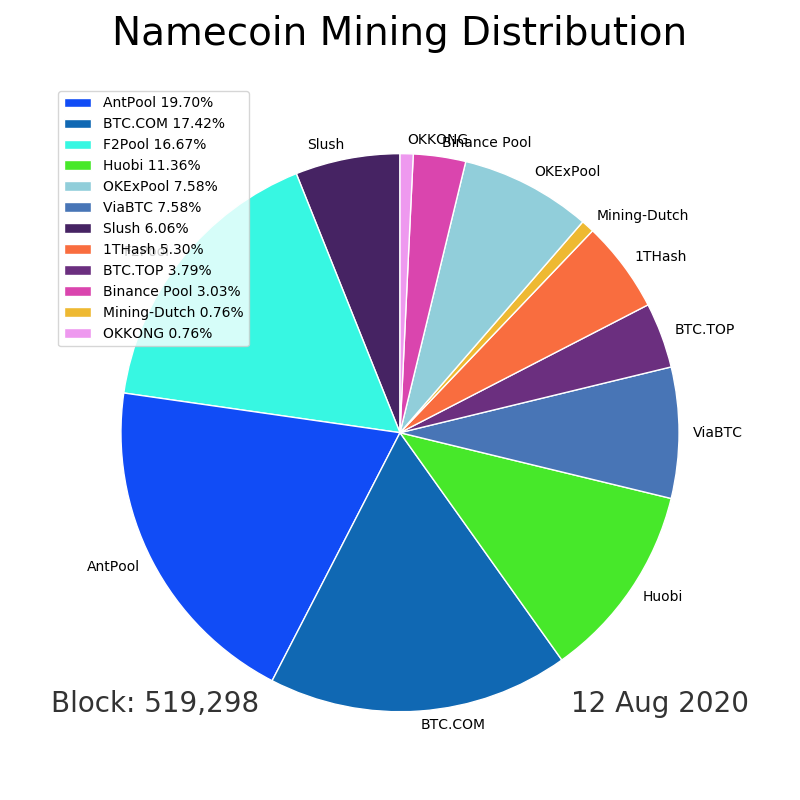 Namecoin Mining Distribution
AntPool 19.70%
BTC.COM 17.42%
F2Pool 16.67%
Huobi 11.36%
OKExPool 7.58%
ViaBTC 7.58%
Slush 6.06%
1THash 5.30%
BTC.TOP 3.79%
Binance Pool 3.03%
Mining-Dutch 0.76%
OKKONG 0.76%
Slush
OKKONG
Binance Pool
OKExPool
Mining-Dutch
1THash
BTC.TOP
ViaBTC
Huobi
BTC.COM
AntPool
Block: 519,298
12 Aug 2020